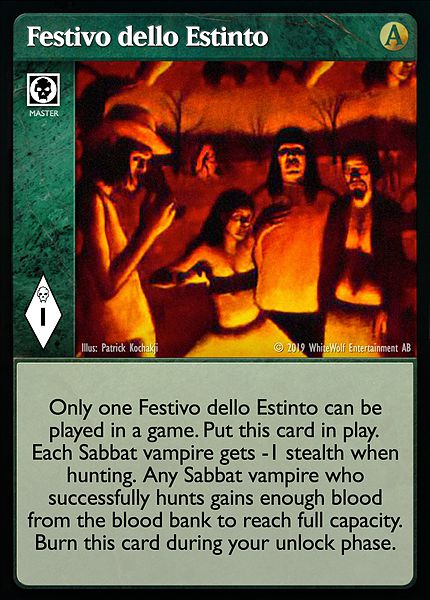 Festivo dello Estinto
A
MASTER
1
Illus: Patrick Kochakji
© 2019 WhiteWolf Entertainment AB
Only one Festivo dello Estinto can be
played in a game. Put this card in play.
Each Sabbat vampire gets -1 stealth when
hunting. Any Sabbat vampire who
successfully hunts gains enough blood
from the blood bank to reach full capacity.
Burn this card during your unlock phase.